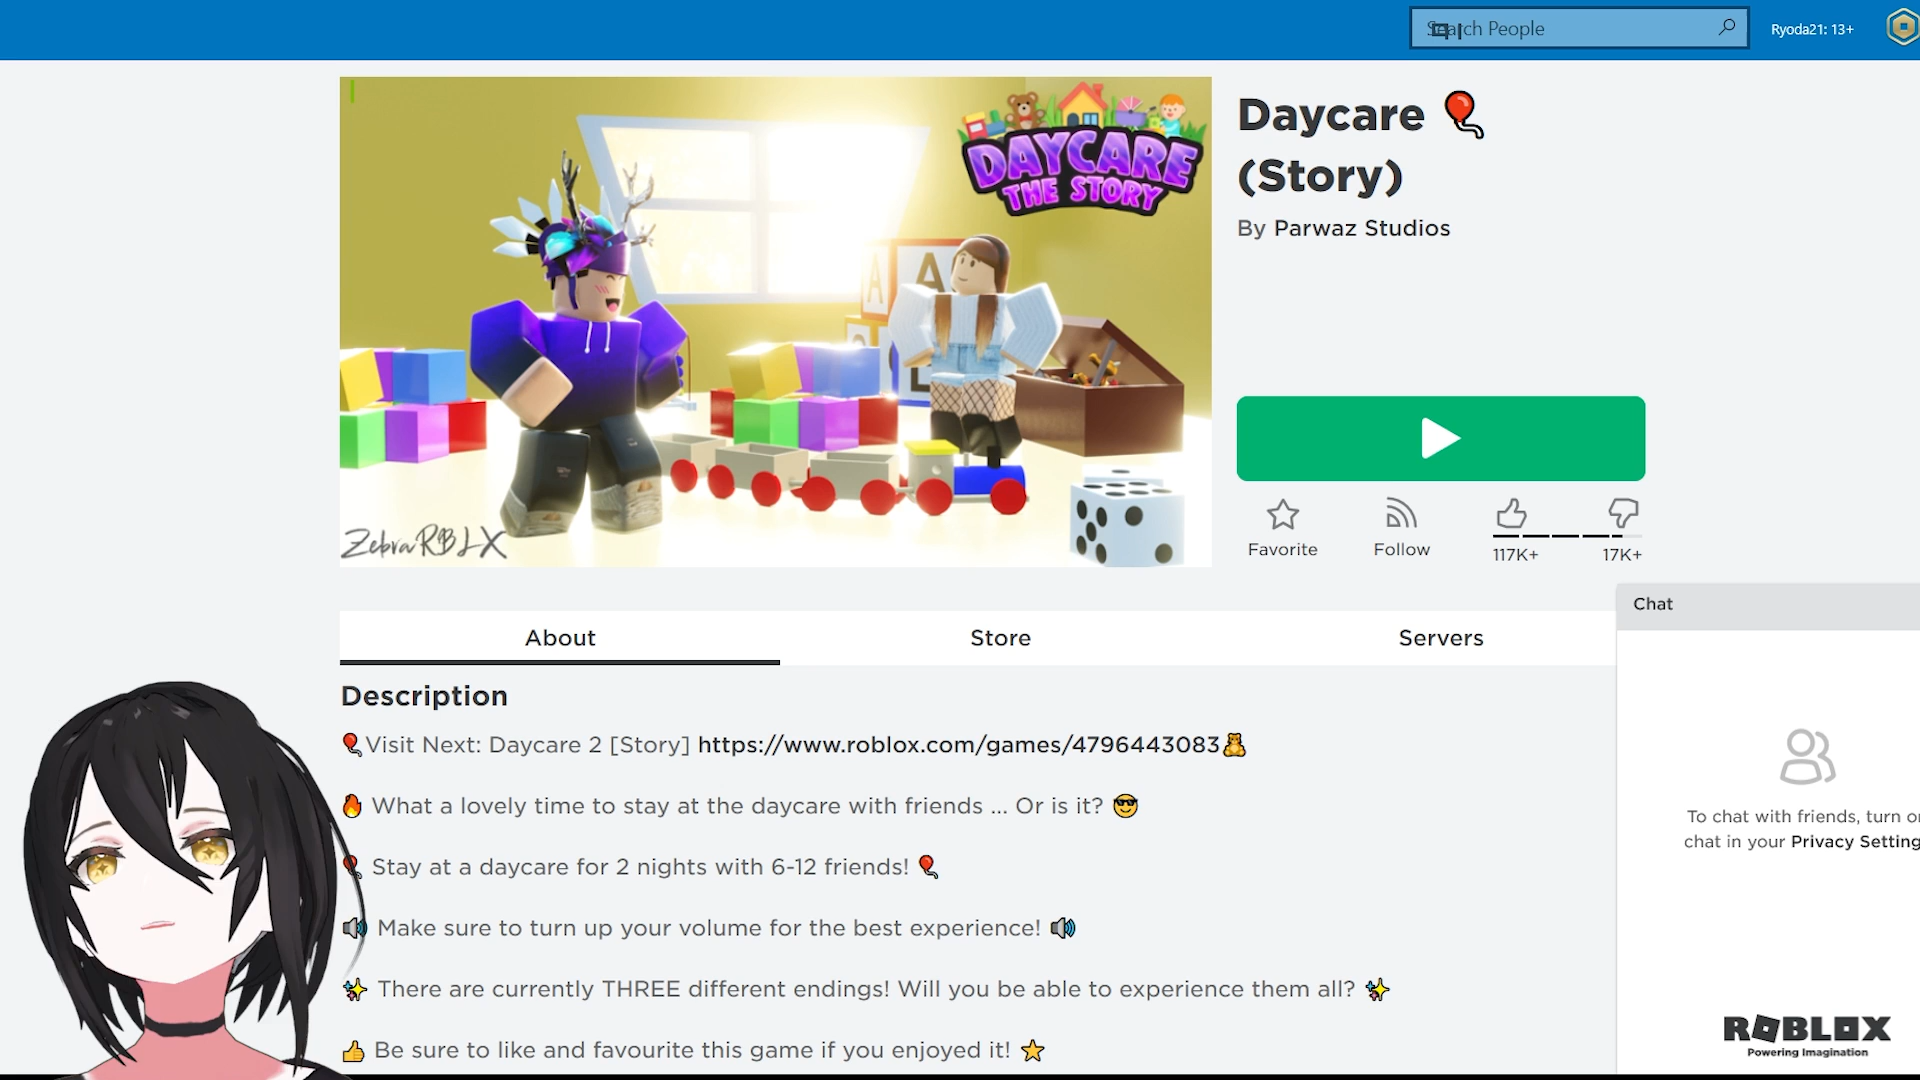 Search People
Ryoda21: 13+
DAYCARE
THE STORY
A
A
ZebraRBLX
Daycare 🎈
(Story)
By Parwaz Studios
Favorite
Follow
117K+
17K+
About
Store
Servers
Chat
Description
🎈Visit Next: Daycare 2 [Story] https://www.roblox.com/games/4796443083🧸
🔥 What a lovely time to stay at the daycare with friends ... Or is it? 😎
🎈 Stay at a daycare for 2 nights with 6-12 friends! 🎈
🔊 Make sure to turn up your volume for the best experience! 🔊
✨ There are currently THREE different endings! Will you be able to experience them all? ✨
👍 Be sure to like and favourite this game if you enjoyed it! ⭐
To chat with friends, turn on
chat in your Privacy Setting
ROBLOX
Powering Imagination